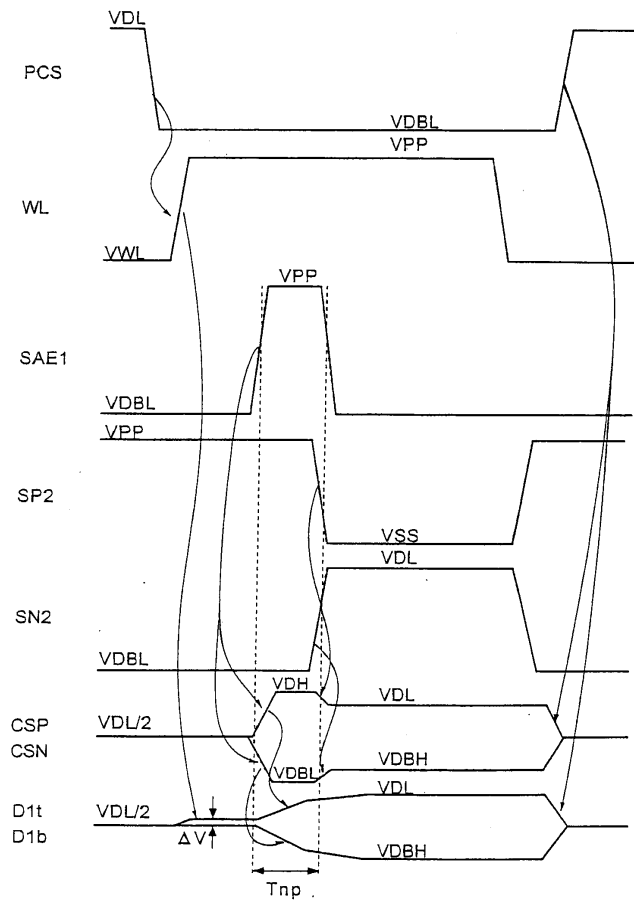 VDL
PCS
VDBL
VPP
WL
VWL
VPP
SAE1
VDBL
VPP
SP2
VSS
VDL
SN2
VDBL
VDH
VDL
CSP
VDL/2
CSN
VDBL
VDBH
VDL
D1t
VDL/2
D1b
ΔV
VDBH
Tnp